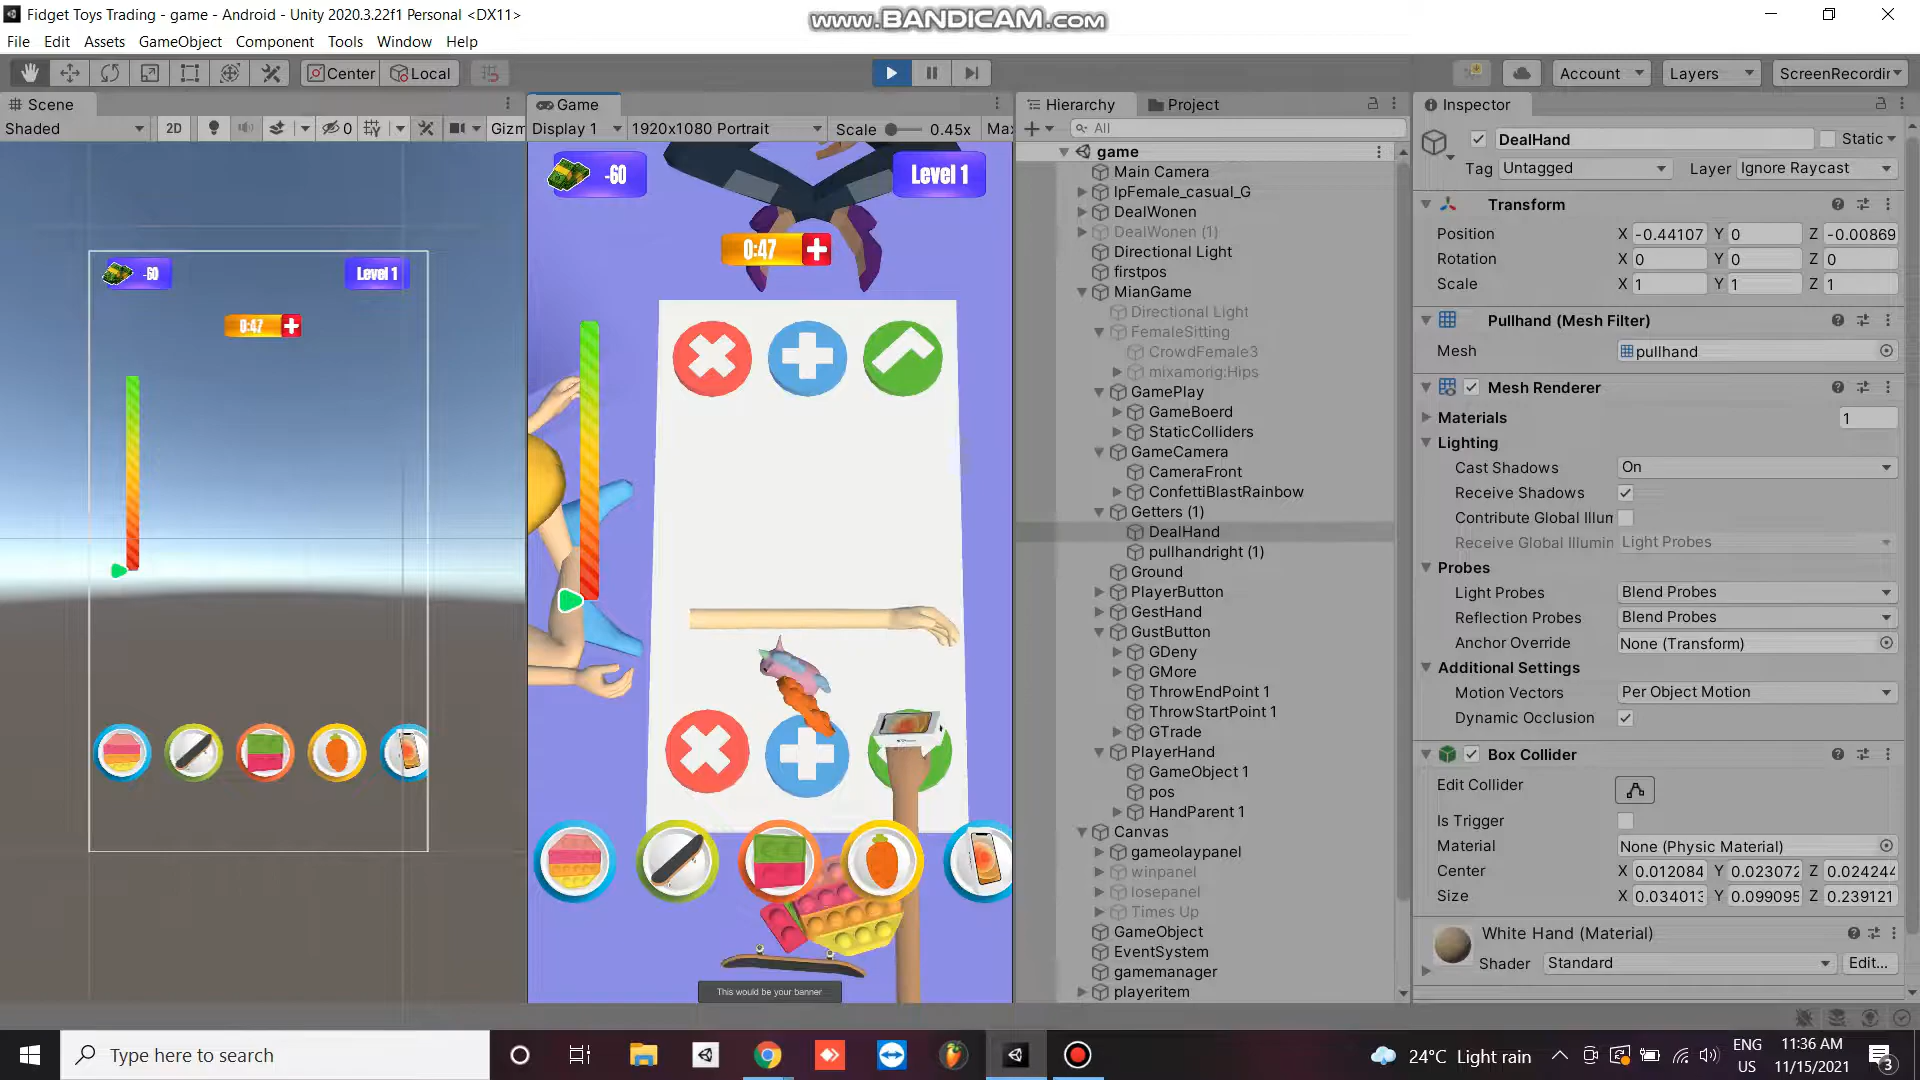 Fidget Toys Trading - game - Android - Unity 2020.3.22f1 Personal <DX11>
www.BANDICAM.com
File Edit Assets GameObject Component Tools Window Help
Center Local
Account Layers ScreenRecordir
Scene
Game
Hierarchy Project
Inspector
Shaded 2D 0 Gizm
Display 1 1920x1080 Portrait Scale 0.45x Max
All
DealHand Static
Tag Untagged Layer Ignore Raycast
-60 Level 1
0:47
-60 Level 1
0:47
This would be your banner
game
Main Camera
lpFemale_casual_G
DealWonen
DealWonen (1)
Directional Light
firstpos
MianGame
Directional Light
FemaleSitting
CrowdFemale3
mixamorig:Hips
GamePlay
GameBoerd
StaticColliders
GameCamera
CameraFront
ConfettiBlastRainbow
Getters (1)
DealHand
pullhandright (1)
Ground
PlayerButton
GestHand
GustButton
GDeny
GMore
ThrowEndPoint 1
ThrowStartPoint 1
GTrade
PlayerHand
GameObject 1
pos
HandParent 1
Canvas
gameolaypanel
winpanel
losepanel
Times Up
GameObject
EventSystem
gamemanager
playeritem
Transform
Position X -0.44107 Y 0 Z -0.00869
Rotation X 0 Y 0 Z 0
Scale X 1 Y 1 Z 1
Pullhand (Mesh Filter)
Mesh pullhand
Mesh Renderer
Materials 1
Lighting
Cast Shadows On
Receive Shadows
Contribute Global Illun
Receive Global Illumin Light Probes
Probes
Light Probes Blend Probes
Reflection Probes Blend Probes
Anchor Override None (Transform)
Additional Settings
Motion Vectors Per Object Motion
Dynamic Occlusion
Box Collider
Edit Collider
Is Trigger
Material None (Physic Material)
Center X 0.012084 Y 0.023072 Z 0.024244
Size X 0.034013 Y 0.099095 Z 0.239121
White Hand (Material)
Shader Standard Edit...
Type here to search
24°C Light rain
ENG
US
11:36 AM
11/15/2021
3